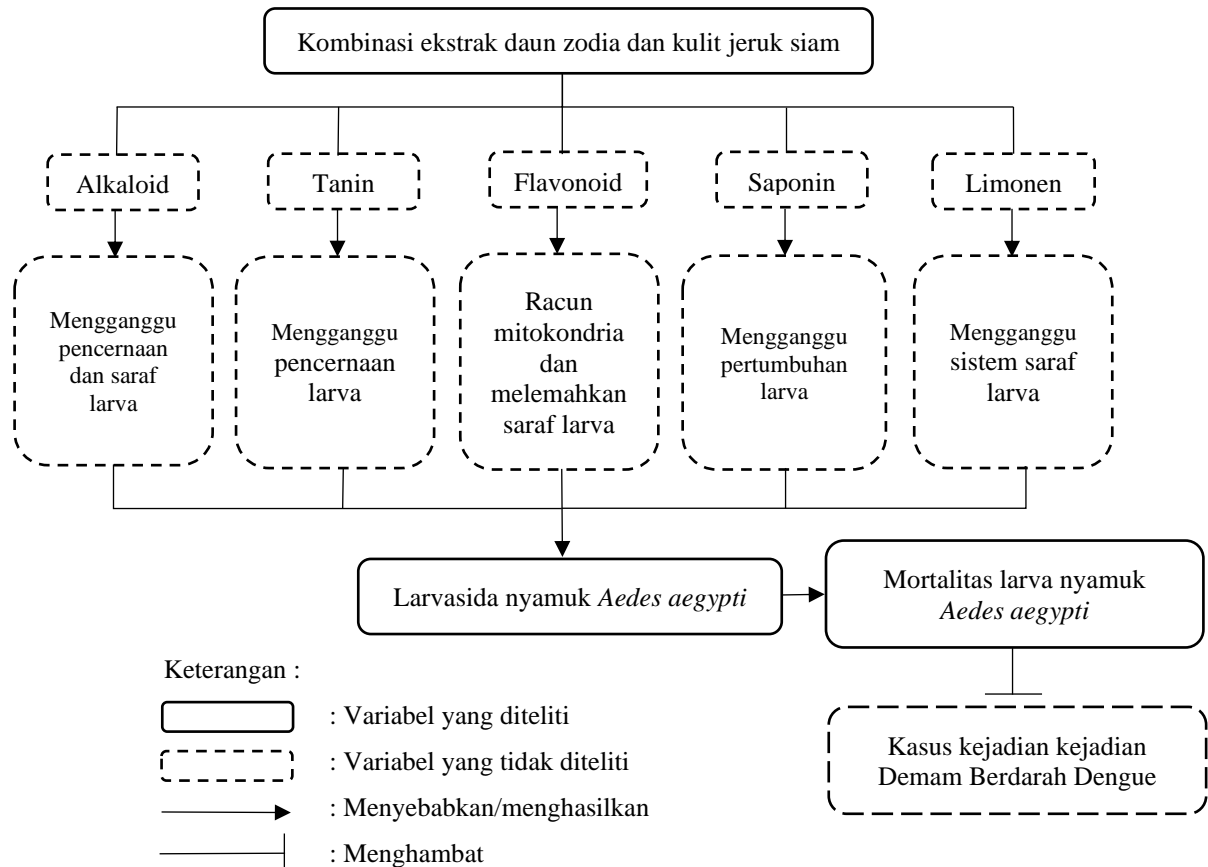 Kombinasi ekstrak daun zodia dan kulit jeruk siam
Alkaloid
Tanin
Flavonoid
Saponin
Limonen
Mengganggu
pencernaan
dan saraf
larva
Mengganggu
pencernaan
larva
Racun
mitokondria
dan
melemahkan
saraf larva
Mengganggu
pertumbuhan
larva
Mengganggu
sistem saraf
larva
Larvasida nyamuk Aedes aegypti
Mortalitas larva nyamuk
Aedes aegypti
Kasus kejadian kejadian
Demam Berdarah Dengue
Keterangan :
: Variabel yang diteliti
: Variabel yang tidak diteliti
: Menyebabkan/menghasilkan
: Menghambat